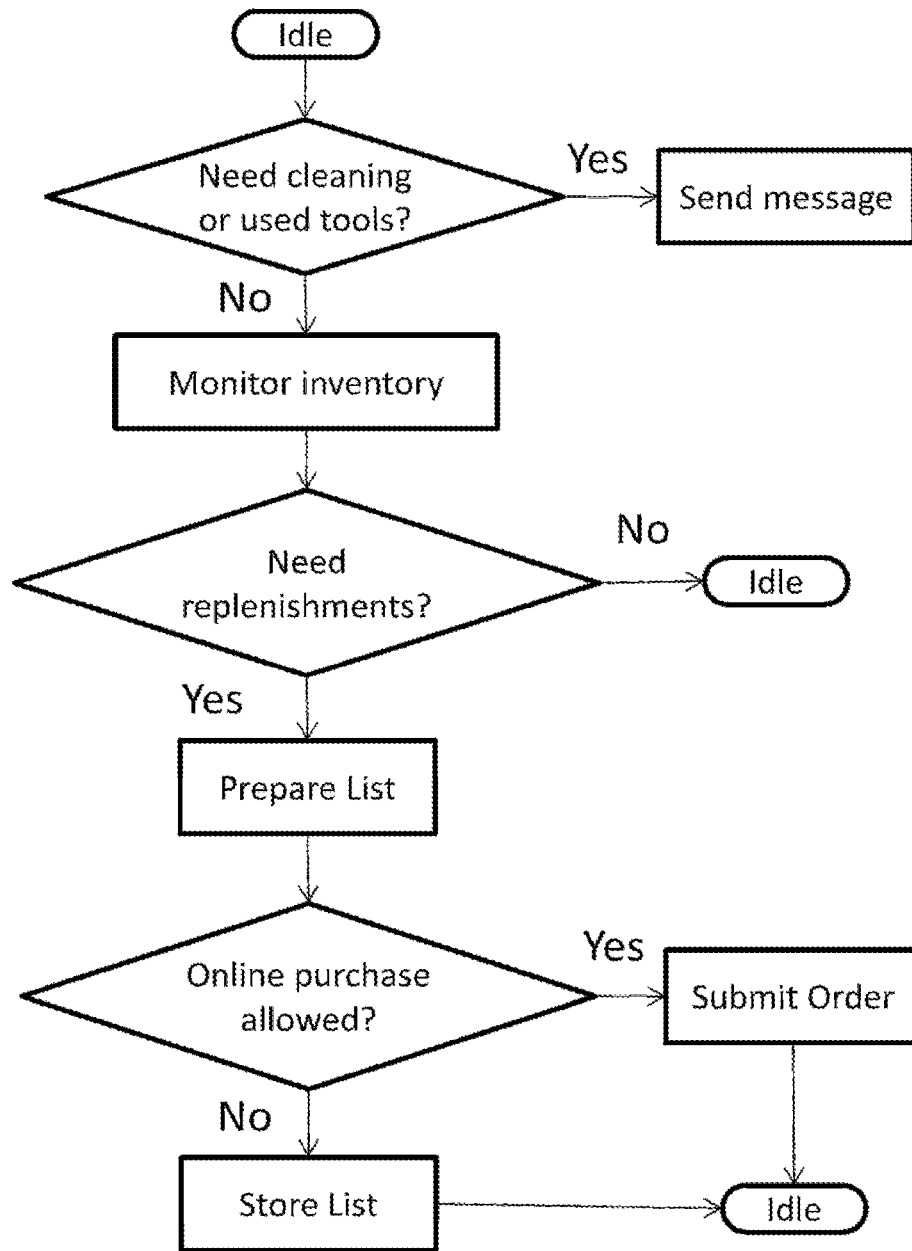 Idle
Need cleaning
or used tools?
Yes
Send message
No
Monitor inventory
Need
replenishments?
No
Idle
Yes
Prepare List
Online purchase
allowed?
Yes
Submit Order
No
Store List
Idle